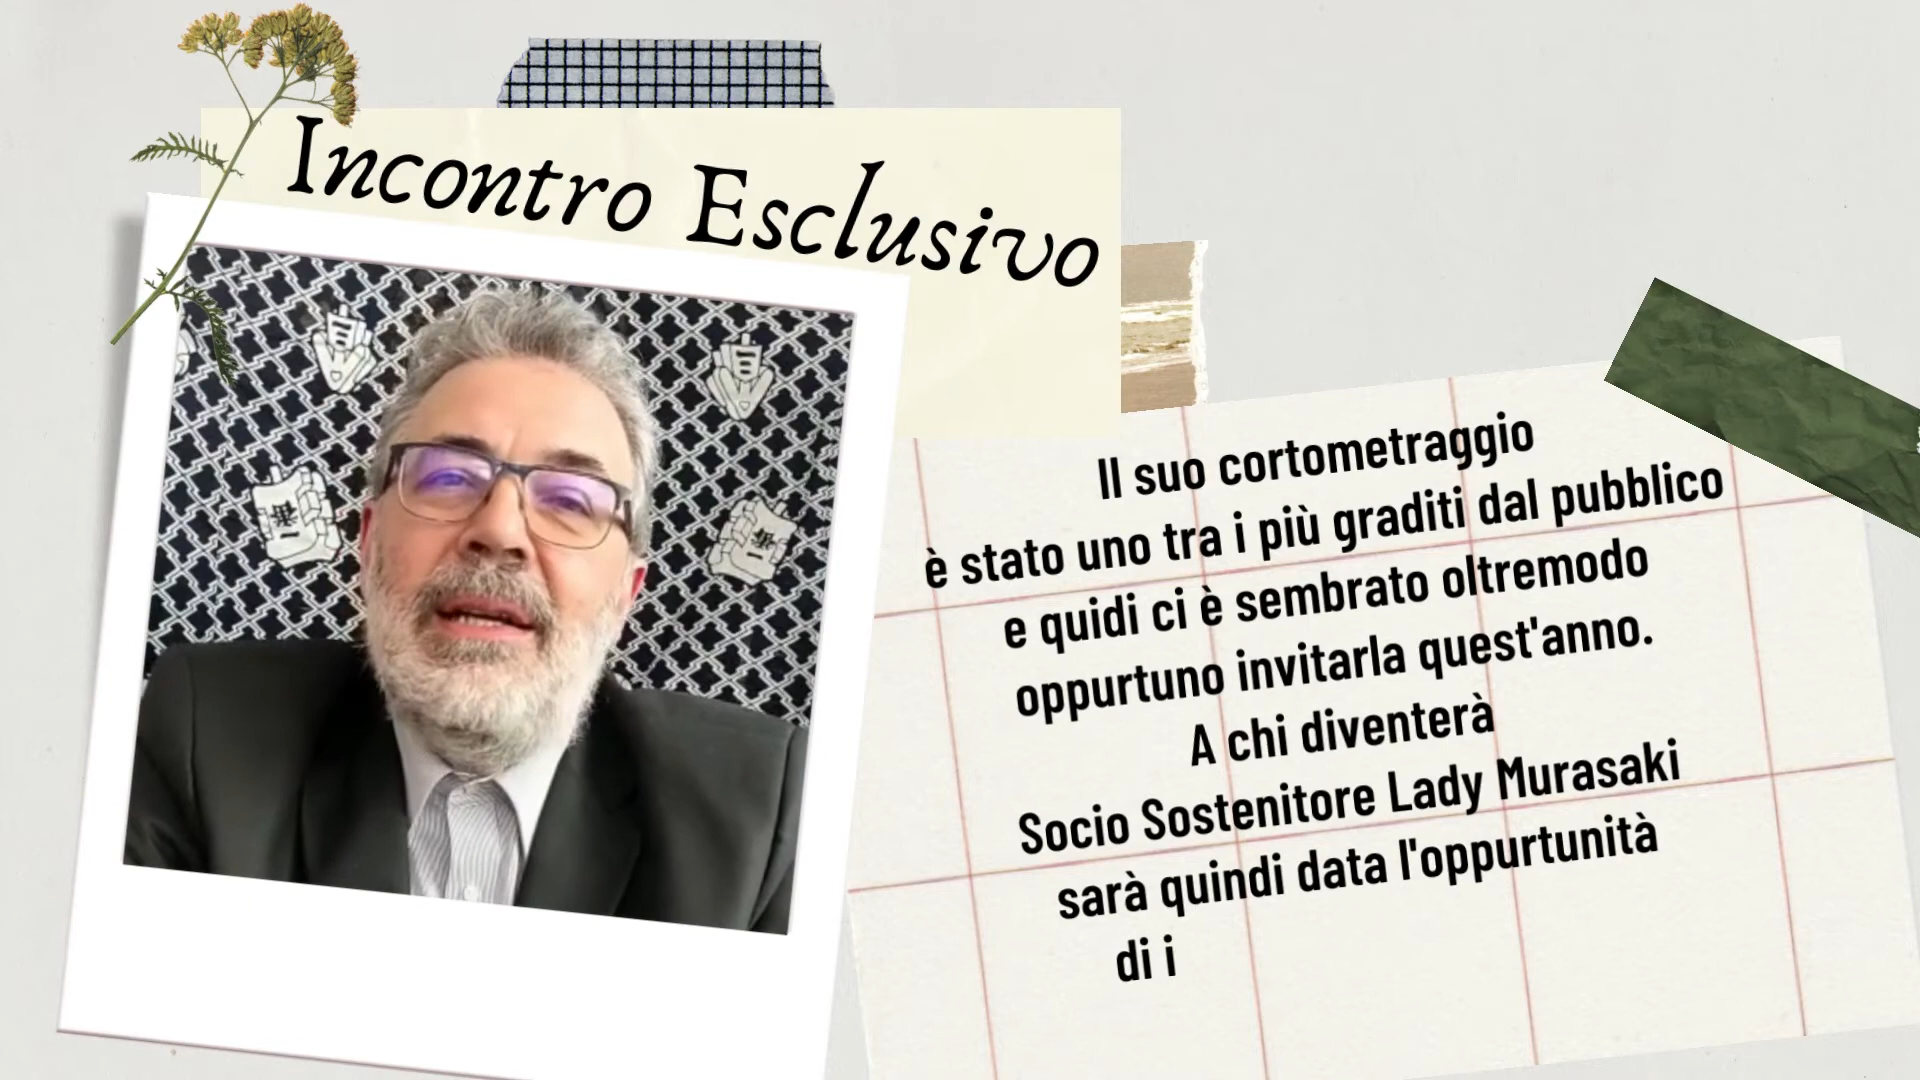 Incontro Esclusivo
Il suo cortometraggio
è stato uno tra i più graditi dal pubblico
e quidi ci è sembrato oltremodo
oppurtuno invitarla quest'anno.
A chi diventerà
Socio Sostenitore Lady Murasaki
sarà quindi data l'oppurtunità
di i